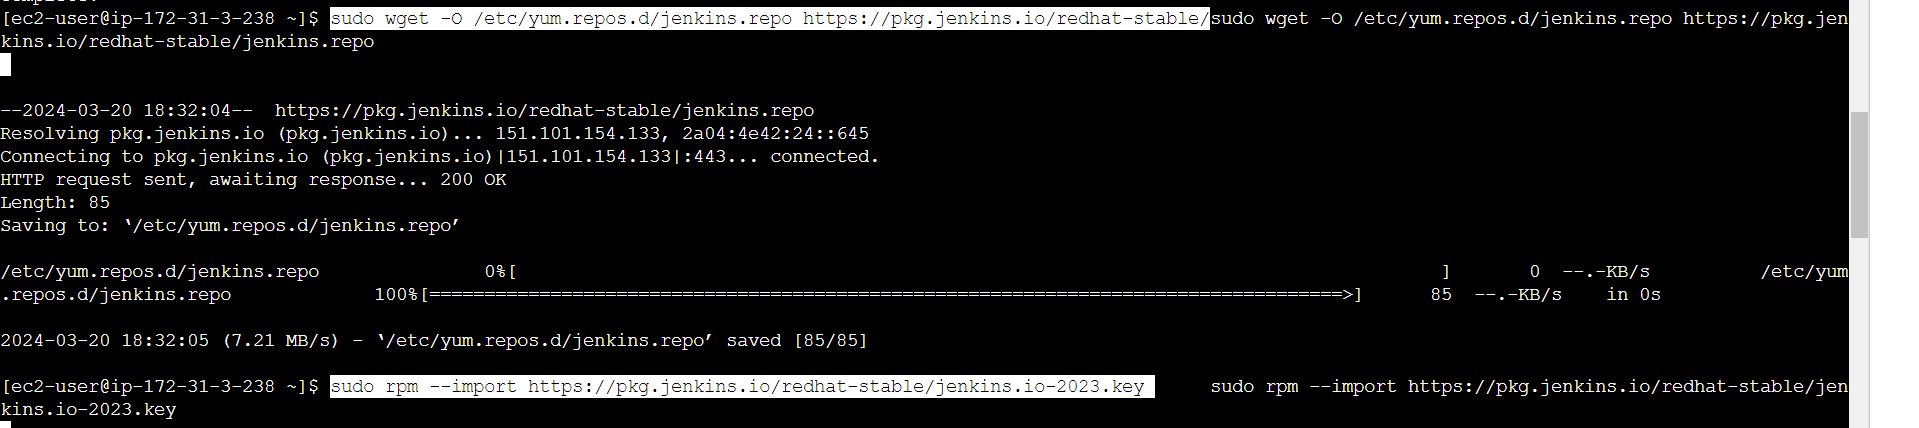 [ec2-user@ip-172-31-3-238 ~]$ sudo wget -O /etc/yum.repos.d/jenkins.repo https://pkg.jenkins.io/redhat-stable/sudo wget -O /etc/yum.repos.d/jenkins.repo https://pkg.jen
kins.io/redhat-stable/jenkins.repo
--2024-03-20 18:32:04--  https://pkg.jenkins.io/redhat-stable/jenkins.repo
Resolving pkg.jenkins.io (pkg.jenkins.io)... 151.101.154.133, 2a04:4e42:24::645
Connecting to pkg.jenkins.io (pkg.jenkins.io)|151.101.154.133|:443... connected.
HTTP request sent, awaiting response... 200 OK
Length: 85
Saving to: ‘/etc/yum.repos.d/jenkins.repo’
/etc/yum.repos.d/jenkins.repo               0%[                                                                                    ]       0  --.-KB/s          /etc/yum
.repos.d/jenkins.repo             100%[===================================================================================>]      85  --.-KB/s    in 0s
2024-03-20 18:32:05 (7.21 MB/s) - ‘/etc/yum.repos.d/jenkins.repo’ saved [85/85]
[ec2-user@ip-172-31-3-238 ~]$ sudo rpm --import https://pkg.jenkins.io/redhat-stable/jenkins.io-2023.key      sudo rpm --import https://pkg.jenkins.io/redhat-stable/jen
kins.io-2023.key